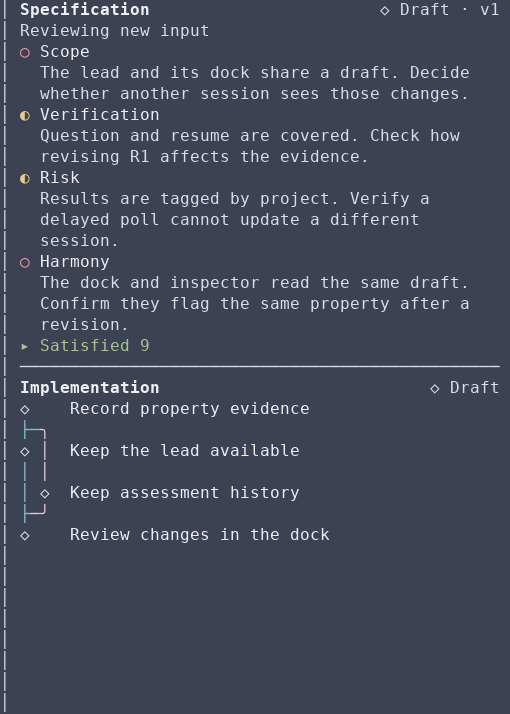 Specification ◇ Draft · v1
Reviewing new input
○ Scope
The lead and its dock share a draft. Decide
whether another session sees those changes.
◐ Verification
Question and resume are covered. Check how
revising R1 affects the evidence.
◐ Risk
Results are tagged by project. Verify a
delayed poll cannot update a different
session.
○ Harmony
The dock and inspector read the same draft.
Confirm they flag the same property after a
revision.
▸ Satisfied 9
Implementation ◇ Draft
◇ Record property evidence
◇ Keep the lead available
◇ Keep assessment history
◇ Review changes in the dock